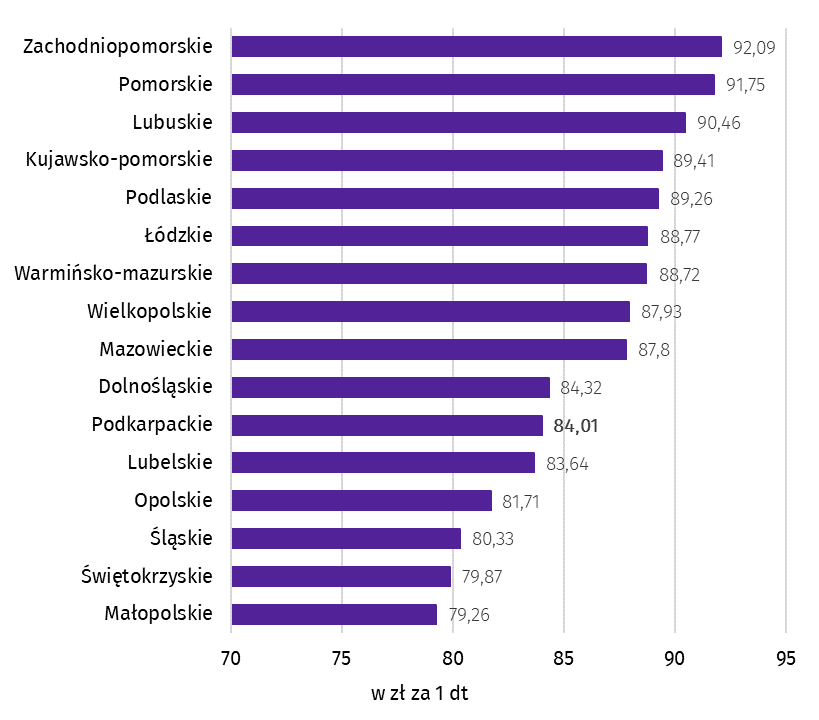 Zachodniopomorskie 92,09
Pomorskie 91,75
Lubuskie 90,46
Kujawsko-pomorskie 89,41
Podlaskie 89,26
Łódzkie 88,77
Warmińsko-mazurskie 88,72
Wielkopolskie 87,93
Mazowieckie 87,8
Dolnośląskie 84,32
Podkarpackie 84,01
Lubelskie 83,64
Opolskie 81,71
Śląskie 80,33
Świętokrzyskie 79,87
Małopolskie 79,26
70 75 80 85 90 95
w zł za 1 dt